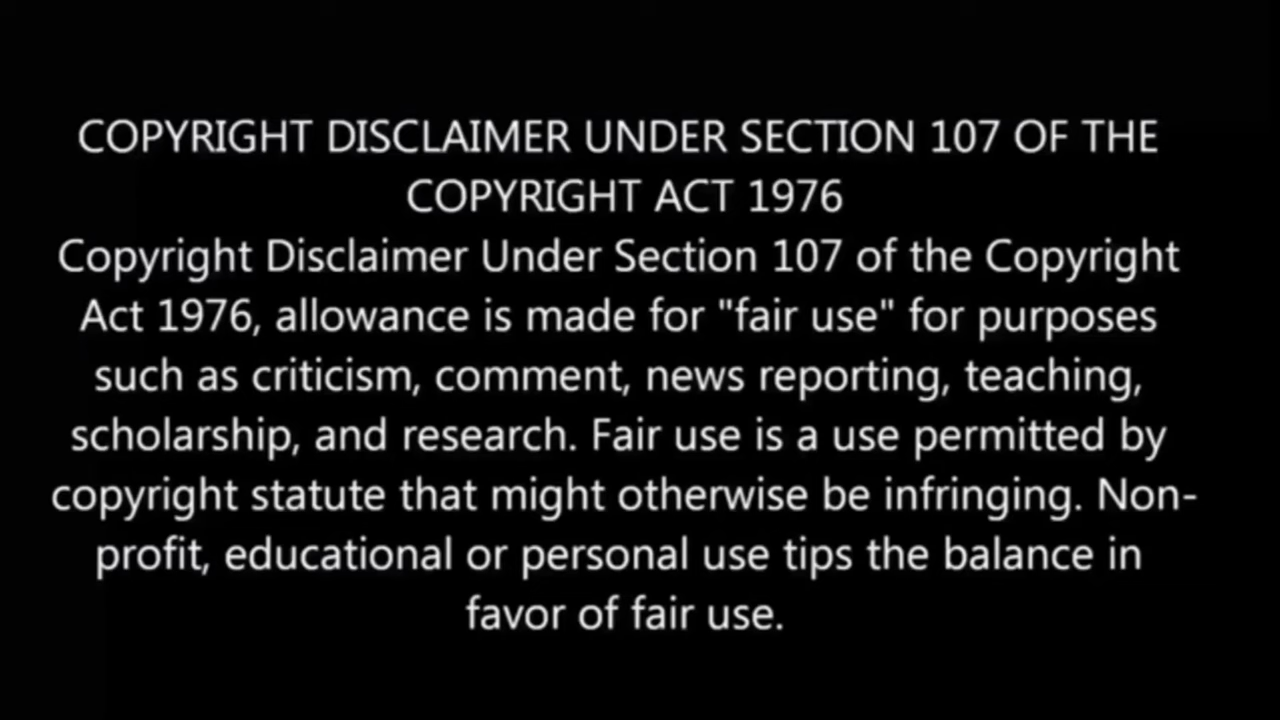 COPYRIGHT DISCLAIMER UNDER SECTION 107 OF THE
COPYRIGHT ACT 1976
Copyright Disclaimer Under Section 107 of the Copyright
Act 1976, allowance is made for "fair use" for purposes
such as criticism, comment, news reporting, teaching,
scholarship, and research. Fair use is a use permitted by
copyright statute that might otherwise be infringing. Non-
profit, educational or personal use tips the balance in
favor of fair use.